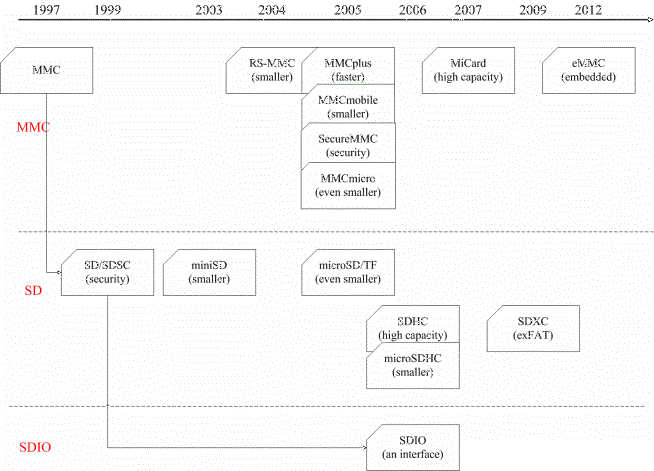 1997 1999 2003 2004 2005 2006 2007 2009 2012
MMC
RS-MMC
(smaller)
MMCplus
(faster)
MiCard
(high capacity)
eMMC
(embedded)
MMCmobile
(smaller)
MMC
SecureMMC
(security)
MMCmicro
(even smaller)
SD/SDSC
(security)
miniSD
(smaller)
microSD/TF
(even smaller)
SD
SDHC
(high capacity)
SDXC
(exFAT)
microSDHC
(smaller)
SDIO
SDIO
(an interface)